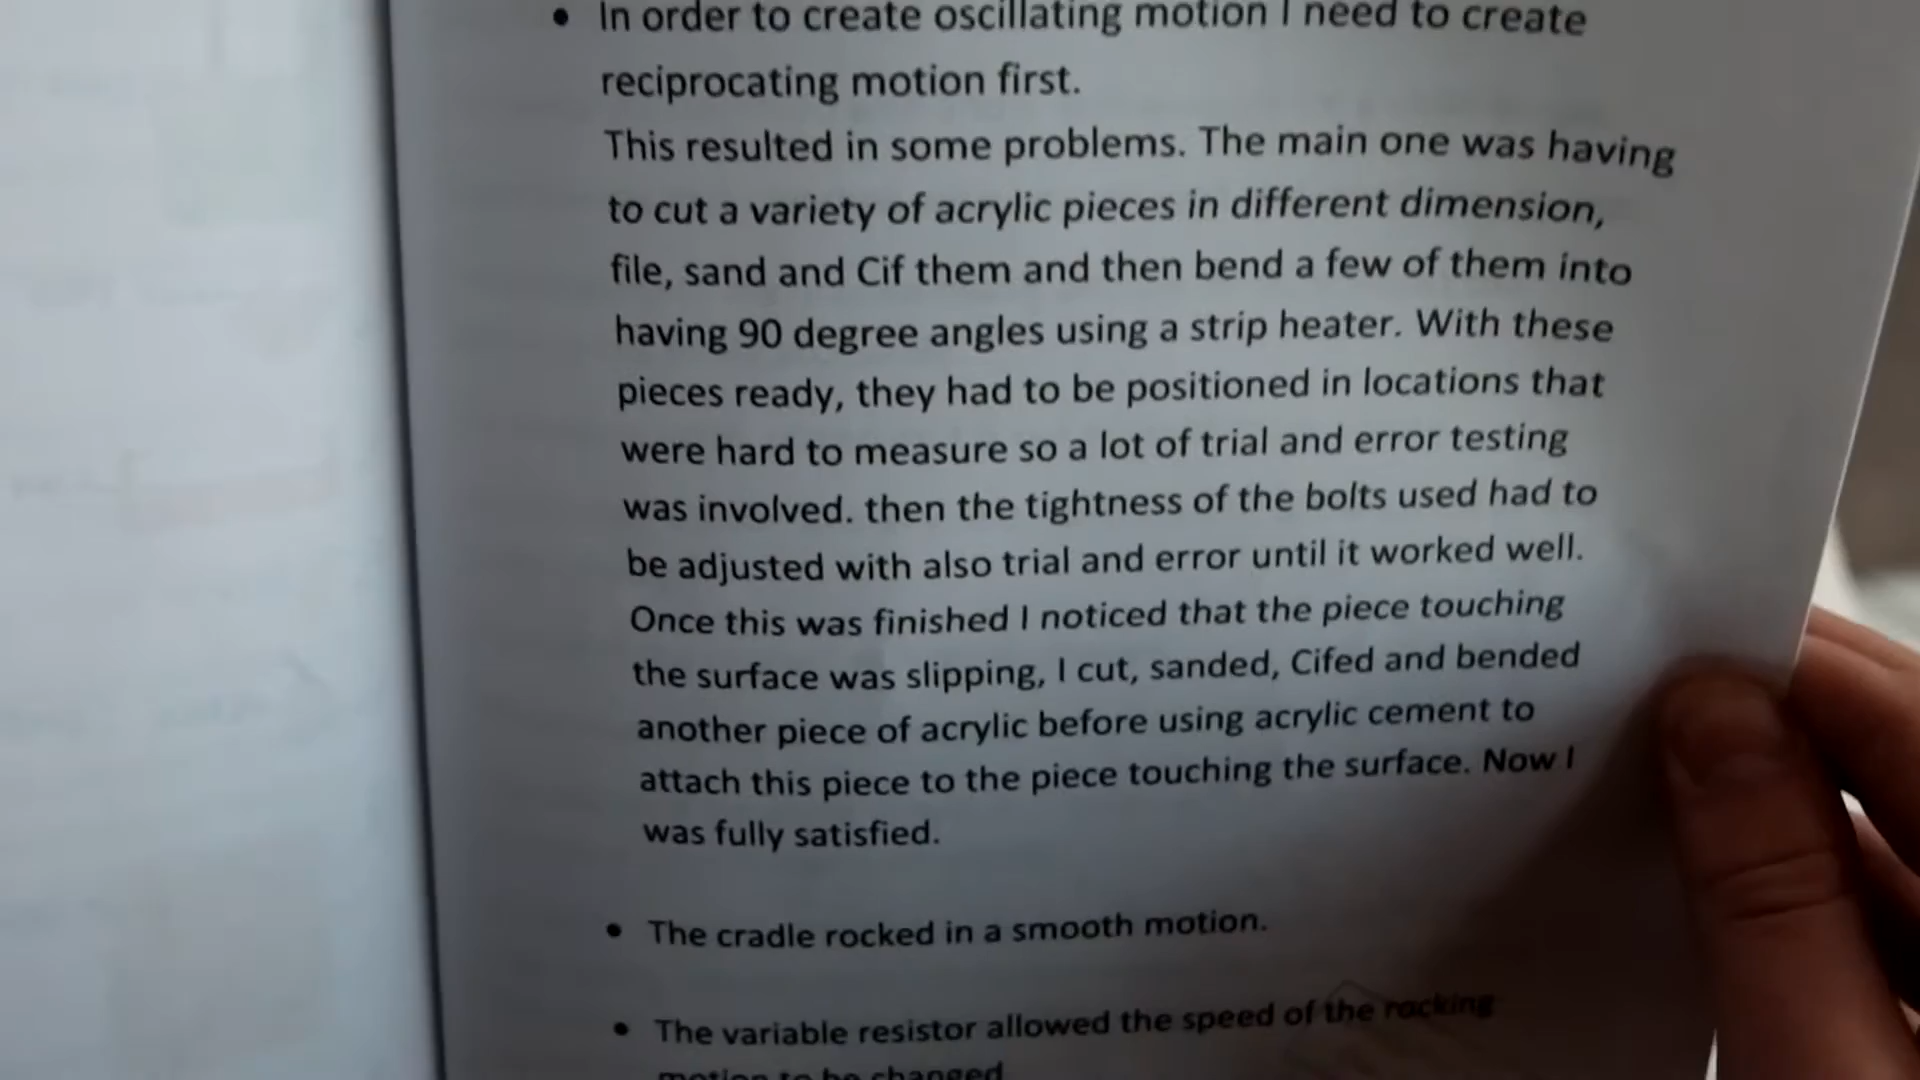 • In order to create oscillating motion I need to create
reciprocating motion first.
This resulted in some problems. The main one was having
to cut a variety of acrylic pieces in different dimension,
file, sand and Cif them and then bend a few of them into
having 90 degree angles using a strip heater. With these
pieces ready, they had to be positioned in locations that
were hard to measure so a lot of trial and error testing
was involved. then the tightness of the bolts used had to
be adjusted with also trial and error until it worked well.
Once this was finished I noticed that the piece touching
the surface was slipping, I cut, sanded, Cifed and bended
another piece of acrylic before using acrylic cement to
attach this piece to the piece touching the surface. Now I
was fully satisfied.
• The cradle rocked in a smooth motion.
• The variable resistor allowed the speed of the rocking
motion to be changed